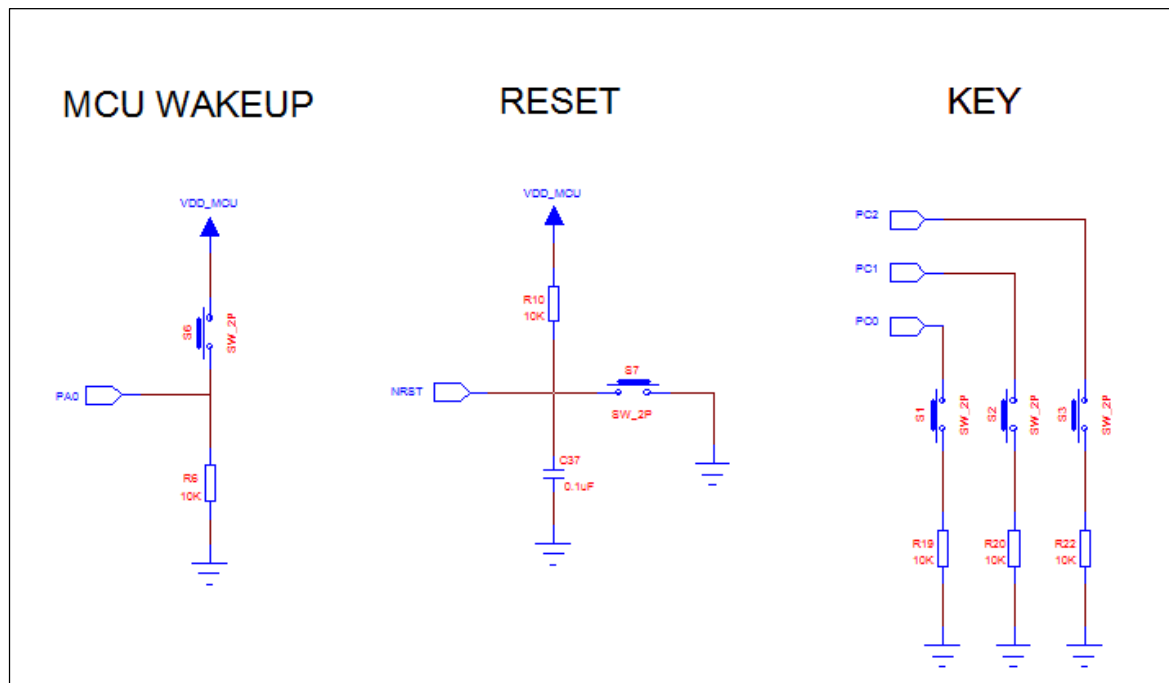 MCU WAKEUP
RESET
KEY
VDD_MCU
S6
SW_2P
PA0
R6
10K
VDD_MCU
R10
10K
NRST
S7
SW_2P
C37
0.1uF
PC2
PC1
PC0
S1
SW_2P
S2
SW_2P
S3
SW_2P
R19
10K
R20
10K
R22
10K